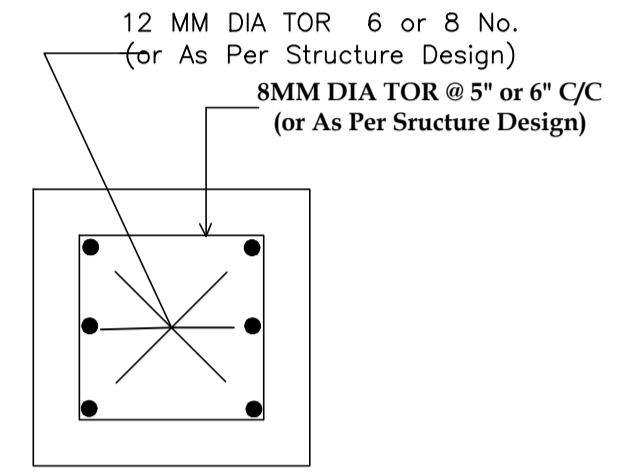 12 MM DIA TOR 6 or 8 No.
(or As Per Structure Design)
8MM DIA TOR @ 5" or 6" C/C
(or As Per Sructure Design)